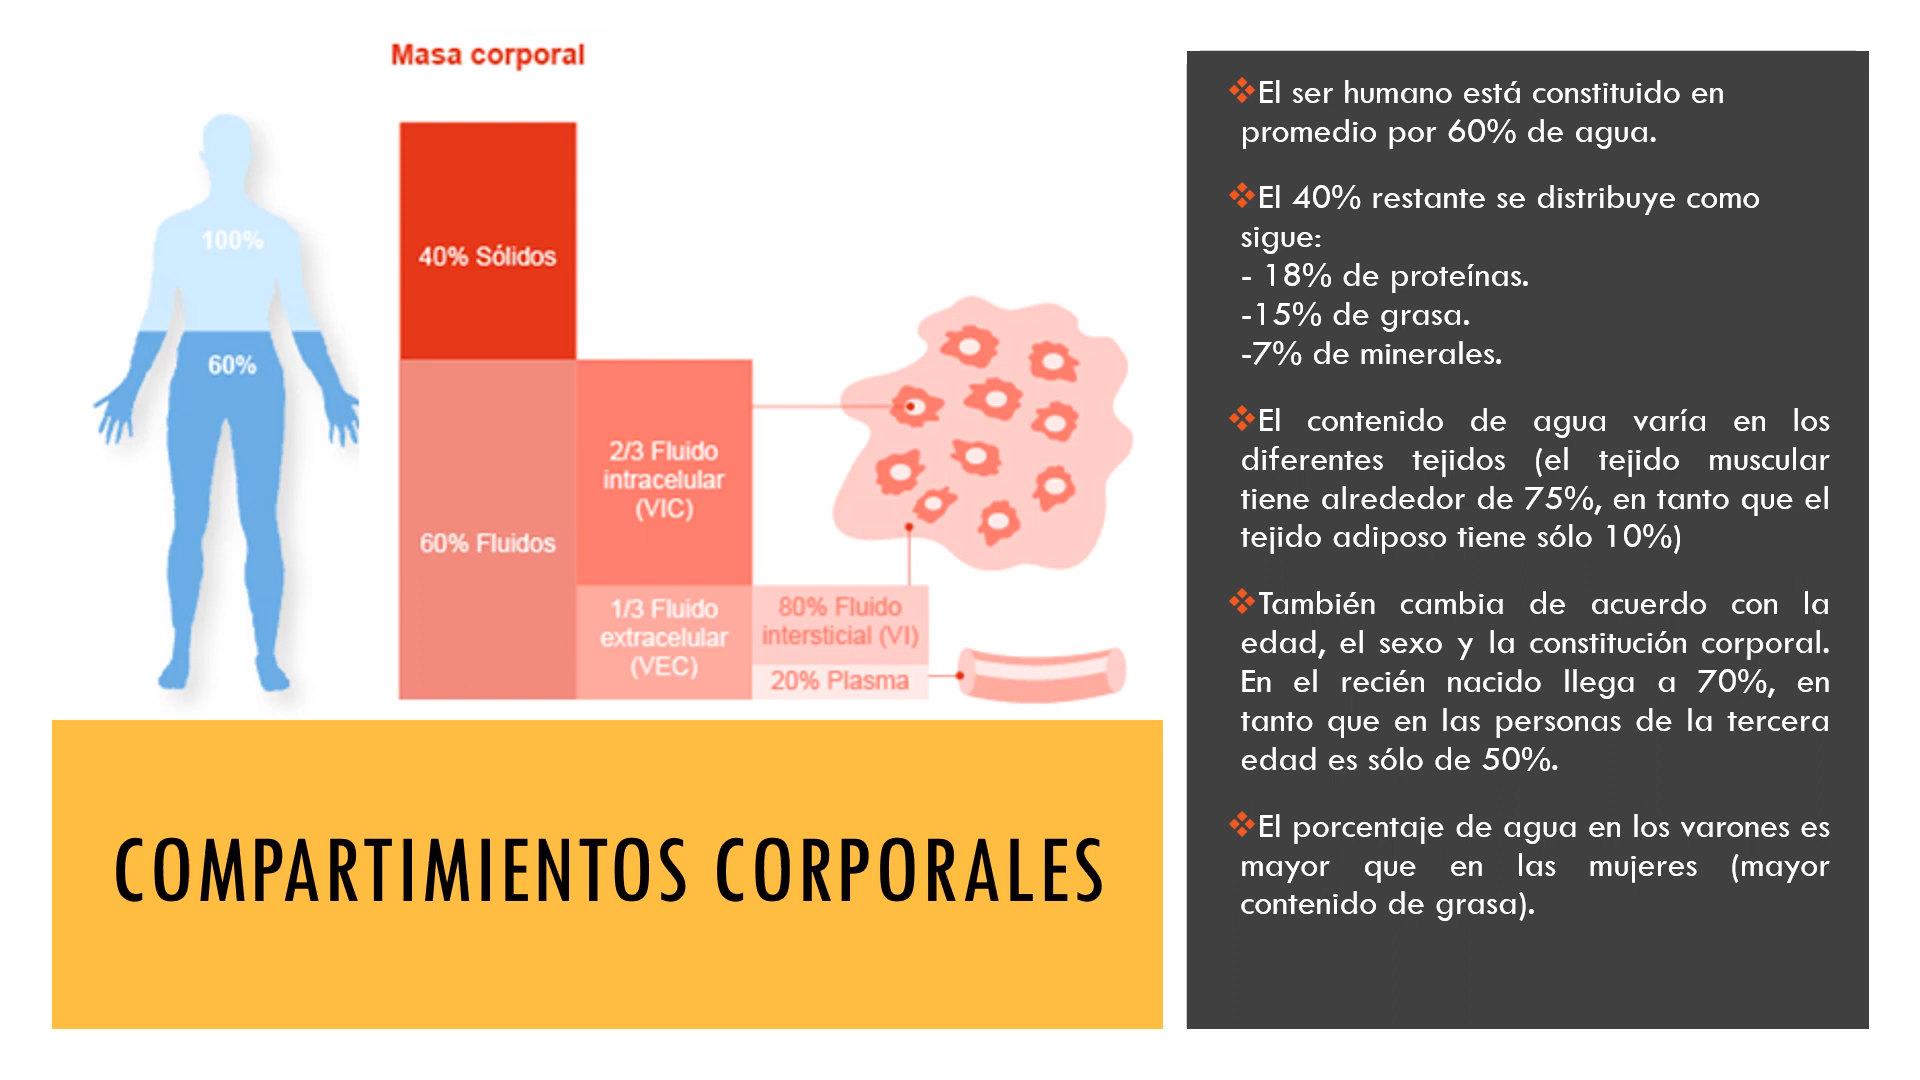 Masa corporal
100%
60%
40% Sólidos
60% Fluidos
2/3 Fluido
intracelular
(VIC)
1/3 Fluido
extracelular
(VEC)
80% Fluido
intersticial (VI)
20% Plasma
COMPARTIMIENTOS CORPORALES
❖El ser humano está constituido en
promedio por 60% de agua.
❖El 40% restante se distribuye como
sigue:
- 18% de proteínas.
-15% de grasa.
-7% de minerales.
❖El contenido de agua varía en los
diferentes tejidos (el tejido muscular
tiene alrededor de 75%, en tanto que el
tejido adiposo tiene sólo 10%)
❖También cambia de acuerdo con la
edad, el sexo y la constitución corporal.
En el recién nacido llega a 70%, en
tanto que en las personas de la tercera
edad es sólo de 50%.
❖El porcentaje de agua en los varones es
mayor que en las mujeres (mayor
contenido de grasa).